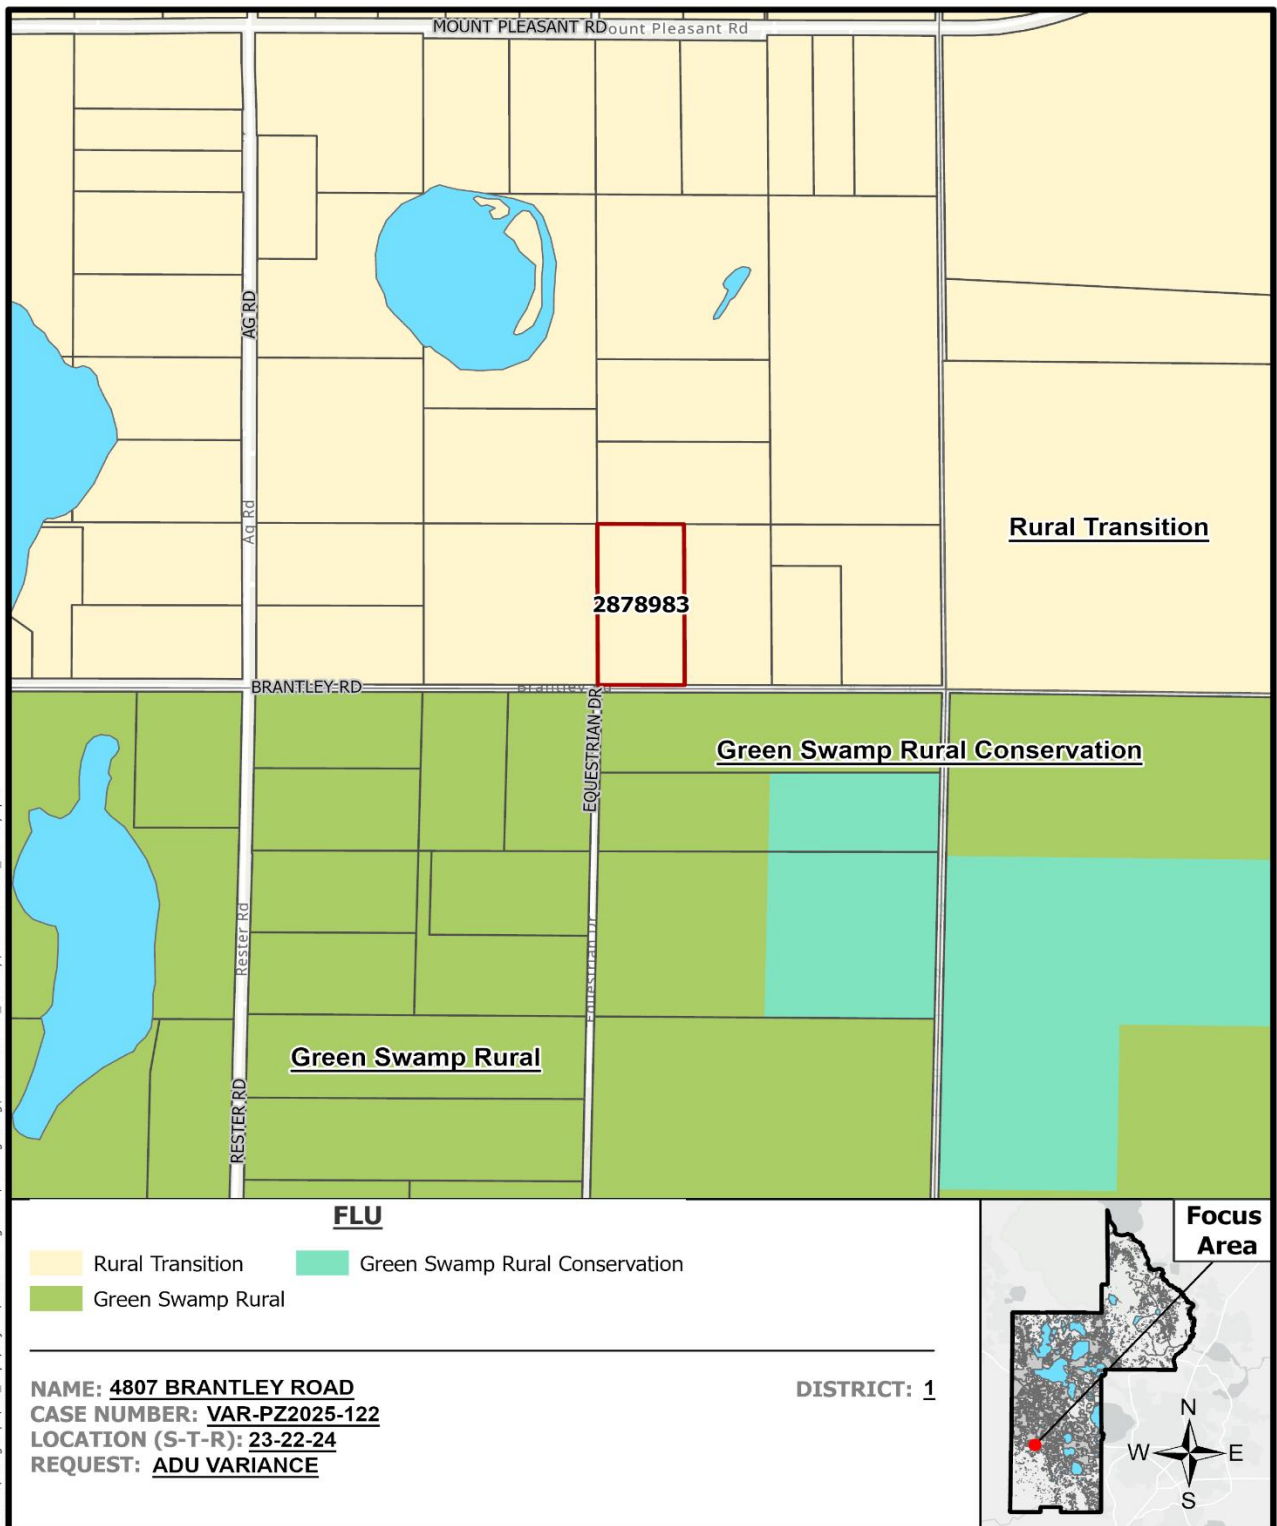 MOUNT PLEASANT RD
ount Pleasant Rd
AG RD
Ag Rd
Rural Transition
2878983
BRANTLEY RD
EQUESTRIAN DR
Green Swamp Rural Conservation
Rester Rd
Equestrian Dr
Green Swamp Rural
RESTER RD
FLU
Rural Transition
Green Swamp Rural Conservation
Green Swamp Rural
Focus
Area
NAME: 4807 BRANTLEY ROAD
DISTRICT: 1
CASE NUMBER: VAR-PZ2025-122
LOCATION (S-T-R): 23-22-24
REQUEST: ADU VARIANCE
N
W
E
S